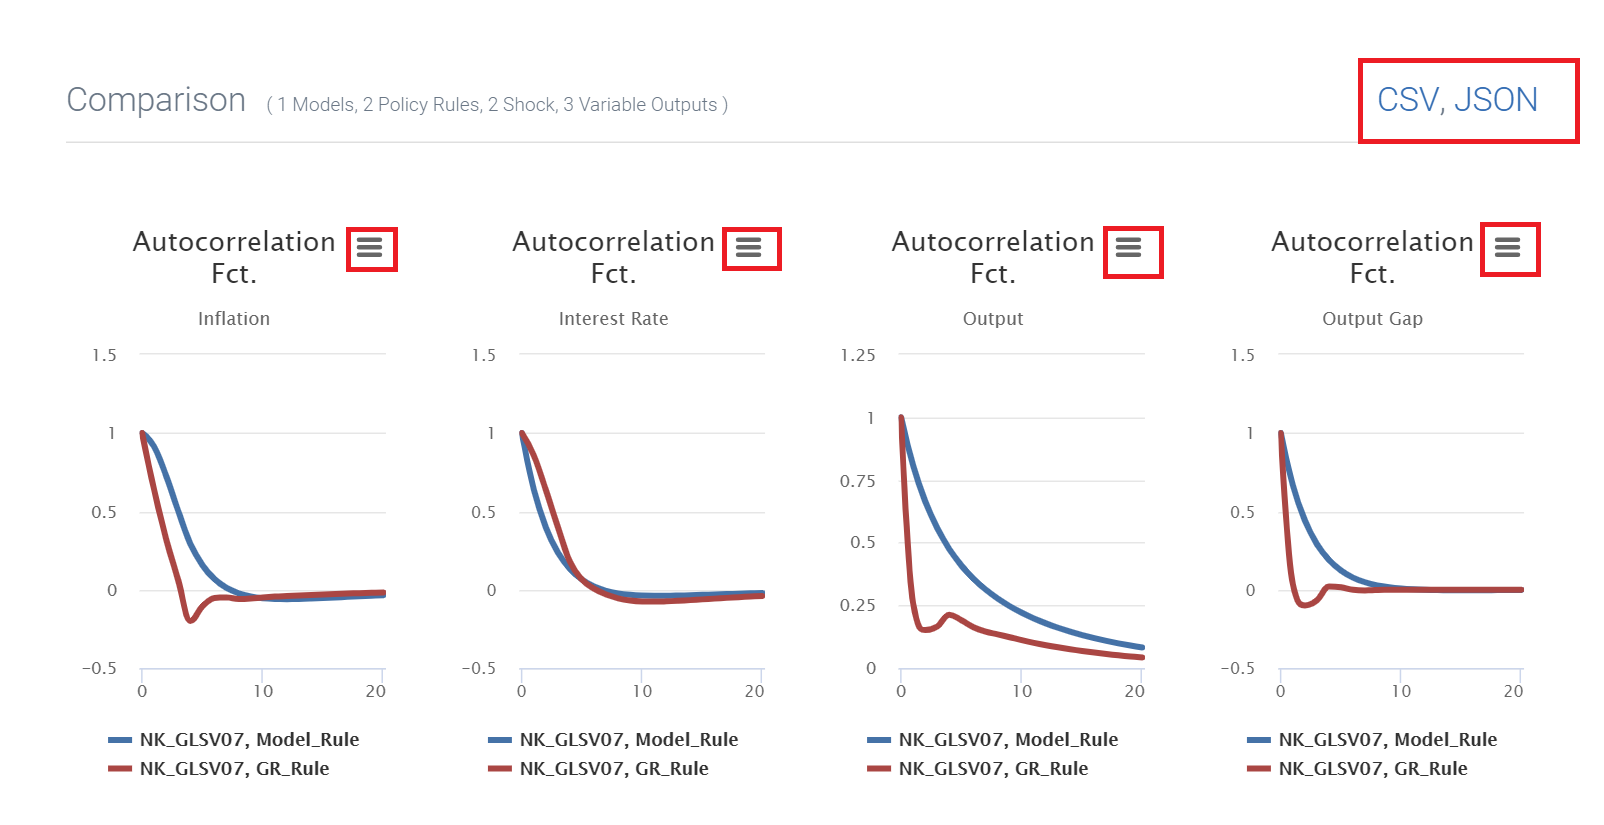 Comparison ( 1 Models, 2 Policy Rules, 2 Shock, 3 Variable Outputs ) CSV, JSON
Autocorrelation
Fct.
Inflation
1.5
1
0.5
0
−0.5
0 10 20
NK_GLSV07, Model_Rule
NK_GLSV07, GR_Rule
Autocorrelation
Fct.
Interest Rate
1.5
1
0.5
0
−0.5
0 10 20
NK_GLSV07, Model_Rule
NK_GLSV07, GR_Rule
Autocorrelation
Fct.
Output
1.25
1
0.75
0.5
0.25
0
0 10 20
NK_GLSV07, Model_Rule
NK_GLSV07, GR_Rule
Autocorrelation
Fct.
Output Gap
1.5
1
0.5
0
−0.5
0 10 20
NK_GLSV07, Model_Rule
NK_GLSV07, GR_Rule